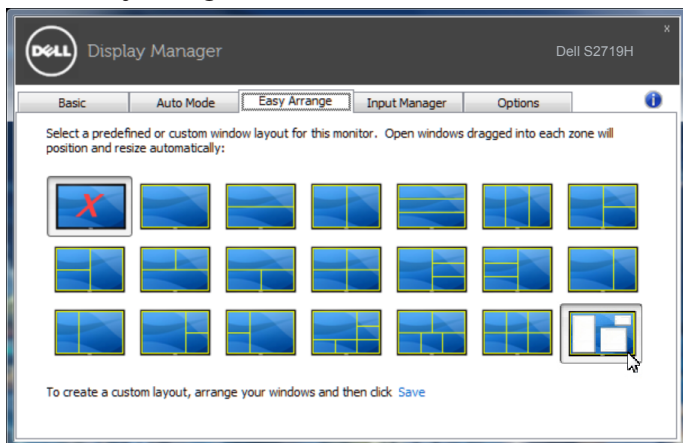 DELL Display Manager
x
Dell S2719H
Basic Auto Mode Easy Arrange Input Manager Options i
Select a predefined or custom window layout for this monitor. Open windows dragged into each zone will
position and resize automatically:
X
To create a custom layout, arrange your windows and then click Save